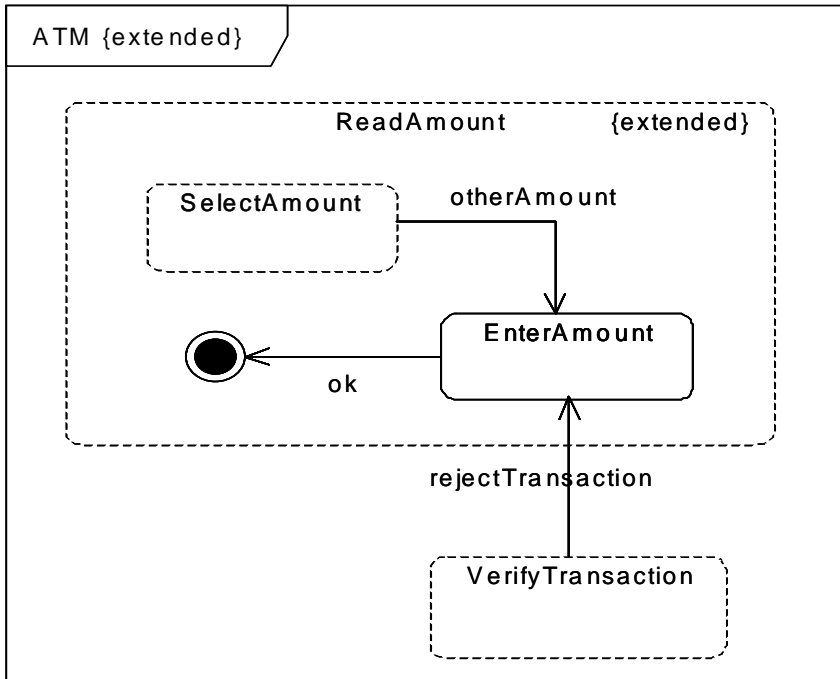 ATM {extended}
ReadAmount {extended}
SelectAmount
otherAmount
EnterAmount
ok
rejectTransaction
VerifyTransaction